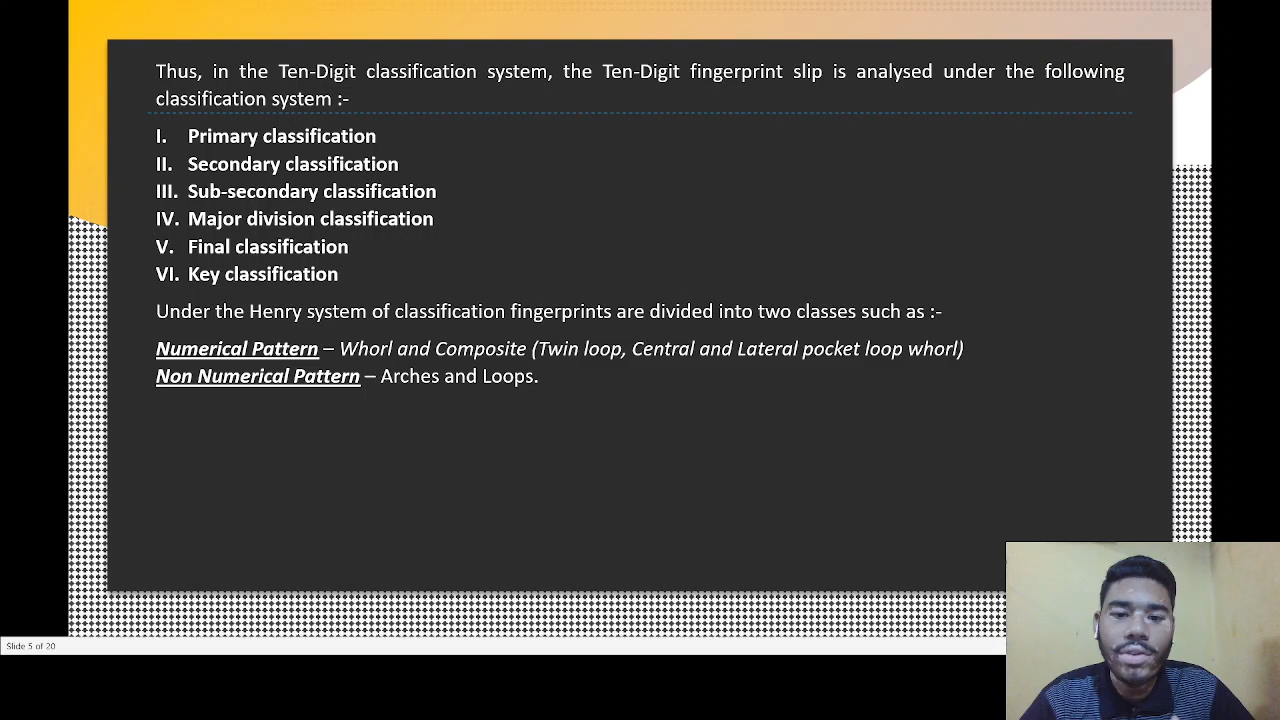 Thus, in the Ten-Digit classification system, the Ten-Digit fingerprint slip is analysed under the following
classification system :-
I. Primary classification
II. Secondary classification
III. Sub-secondary classification
IV. Major division classification
V. Final classification
VI. Key classification
Under the Henry system of classification fingerprints are divided into two classes such as :-
Numerical Pattern – Whorl and Composite (Twin loop, Central and Lateral pocket loop whorl)
Non Numerical Pattern – Arches and Loops.
Slide 5 of 20